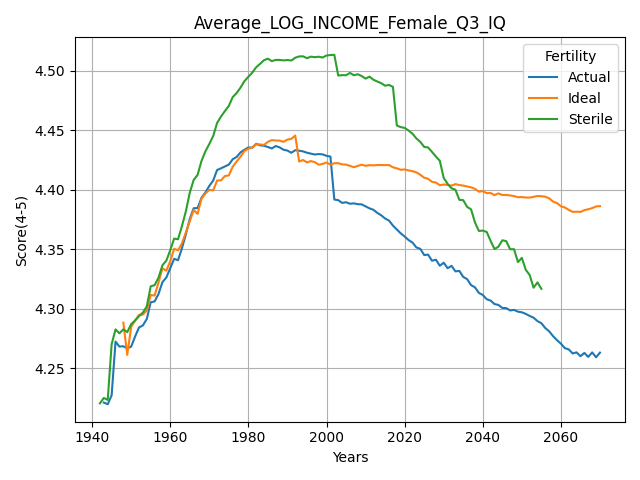 Average_LOG_INCOME_Female_Q3_IQ
Fertility
Actual
Ideal
Sterile
Score(4-5)
4.50
4.45
4.40
4.35
4.30
4.25
1940
1960
1980
2000
2020
2040
2060
Years